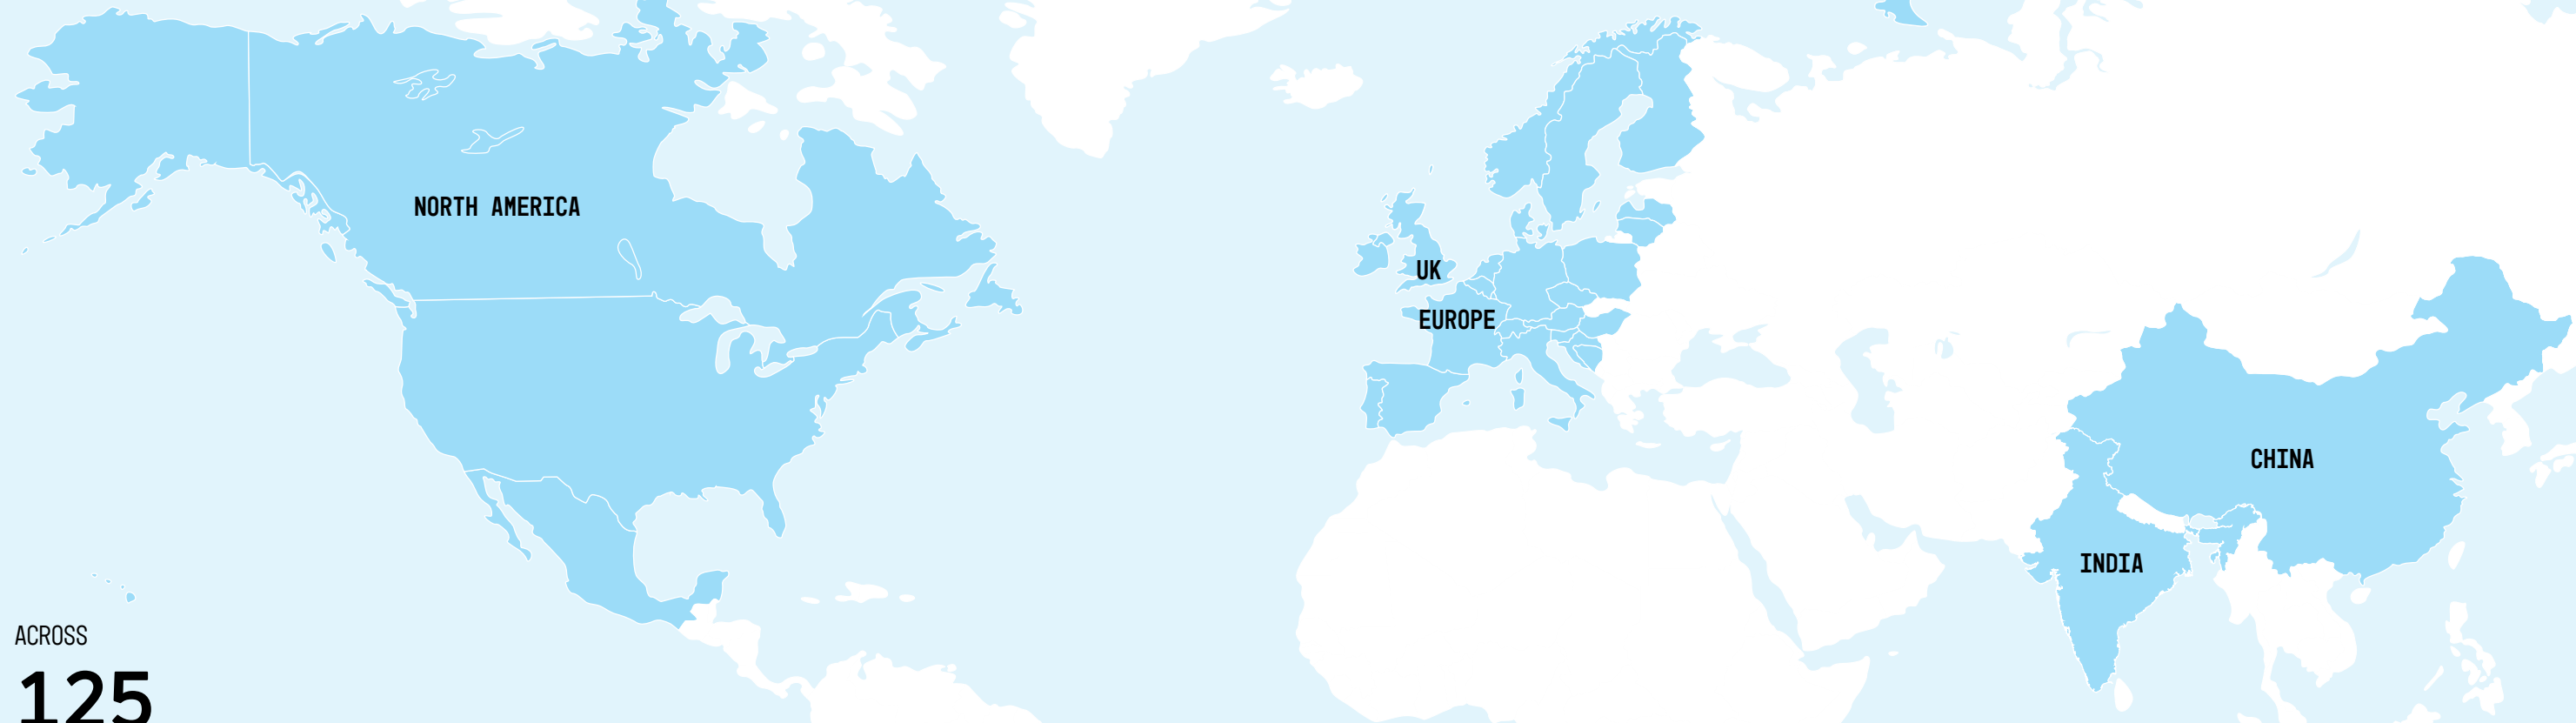 NORTH AMERICA
UK
EUROPE
CHINA
INDIA
ACROSS
125